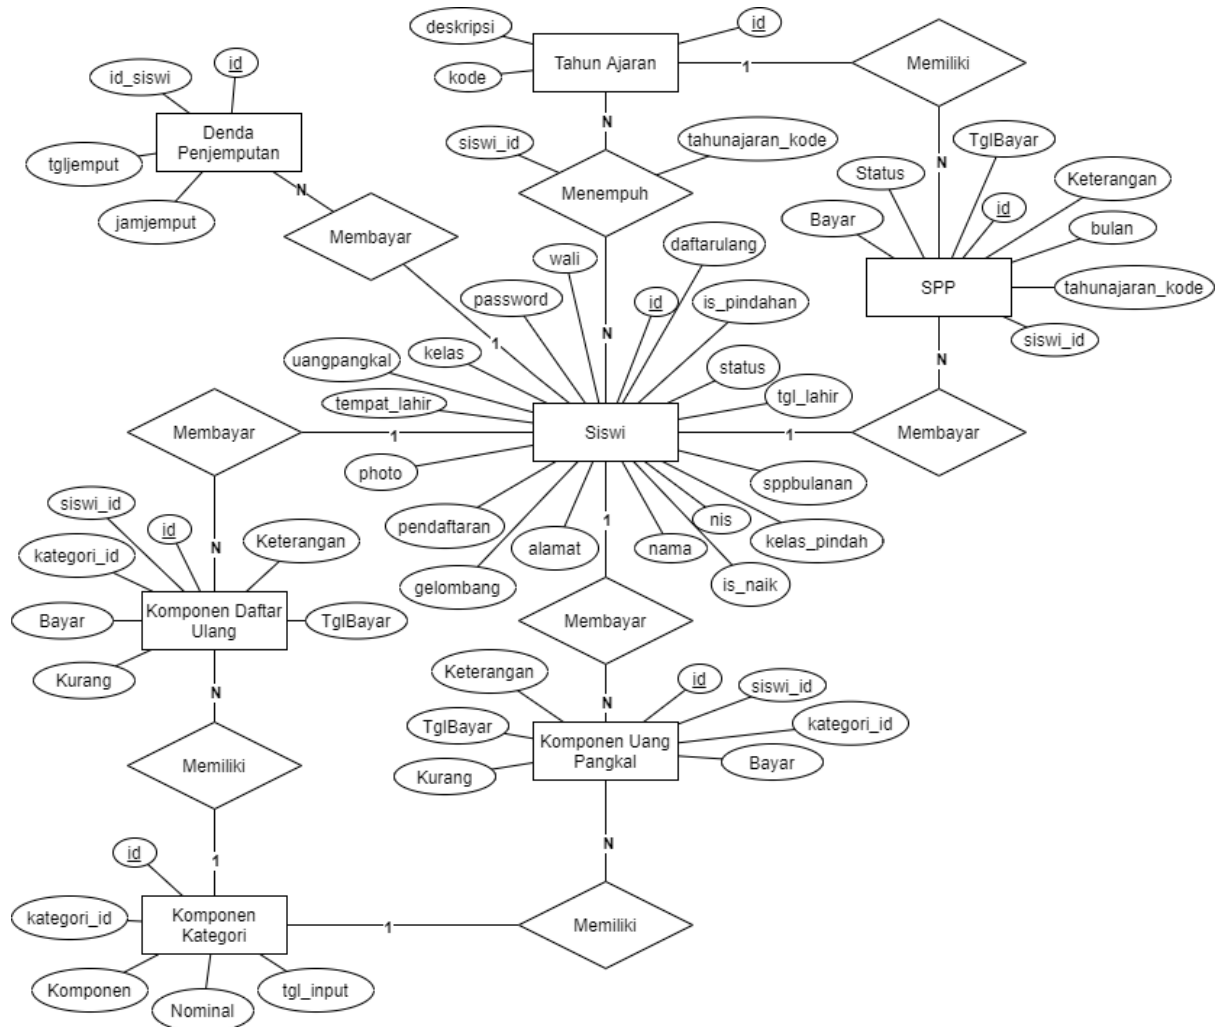 deskripsi
id
Tahun Ajaran
kode
1
Memiliki
id
id_siswi
Denda
Penjemputan
tgljemput
jamjemput
N
Membayar
1
N
siswi_id
tahunajaran_kode
Menempuh
N
N
TglBayar
Status
Keterangan
id
Bayar
bulan
SPP
tahunajaran_kode
siswi_id
N
Membayar
1
wali
daftarulang
password
id
is_pindahan
uangpangkal
kelas
status
tempat_lahir
tgl_lahir
Siswi
photo
sppbulanan
pendaftaran
nis
alamat
nama
kelas_pindah
gelombang
is_naik
Membayar
1
N
siswi_id
id
Keterangan
kategori_id
Komponen Daftar
Ulang
Bayar
TglBayar
Kurang
N
Memiliki
1
1
Membayar
N
Keterangan
id
siswi_id
TglBayar
kategori_id
Komponen Uang
Pangkal
Kurang
Bayar
N
Memiliki
1
id
kategori_id
Komponen
Kategori
Komponen
Nominal
tgl_input